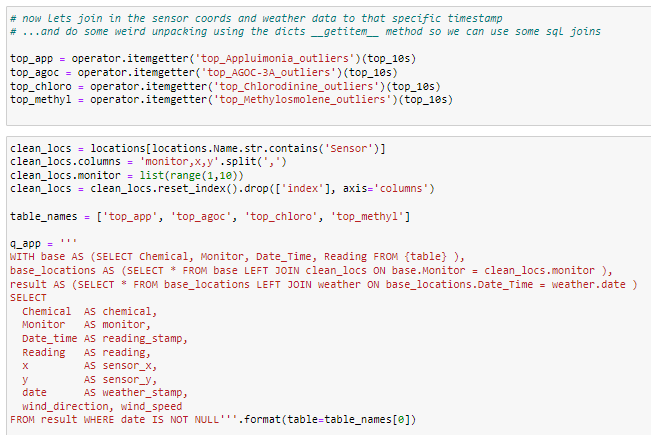 # now Lets join in the sensor coords and weather data to that specific timestamp
# ...and do some weird unpacking using the dicts __getitem__ method so we can use some sql joins
top_app = operator.itemgetter('top_Appluimonia_outliers')(top_10s)
top_agoc = operator.itemgetter('top_AGOC-3A_outliers')(top_10s)
top_chloro = operator.itemgetter('top_Chlorodinine_outliers')(top_10s)
top_methyl = operator.itemgetter('top_Methylosmolene_outliers')(top_10s)
clean_locs = locations[locations.Name.str.contains('Sensor')]
clean_locs.columns = 'monitor,x,y'.split(',')
clean_locs.monitor = list(range(1,10))
clean_locs = clean_locs.reset_index().drop(['index'], axis='columns')
table_names = ['top_app', 'top_agoc', 'top_chloro', 'top_methyl']
q_app = '''
WITH base AS (SELECT Chemical, Monitor, Date_Time, Reading FROM {table} ),
base_locations AS (SELECT * FROM base LEFT JOIN clean_locs ON base.Monitor = clean_locs.monitor ),
result AS (SELECT * FROM base_locations LEFT JOIN weather ON base_locations.Date_Time = weather.date )
SELECT
  Chemical  AS chemical,
  Monitor   AS monitor,
  Date_time AS reading_stamp,
  Reading   AS reading,
  x         AS sensor_x,
  y         AS sensor_y,
  date      AS weather_stamp,
  wind_direction, wind_speed
FROM result WHERE date IS NOT NULL'''.format(table=table_names[0])